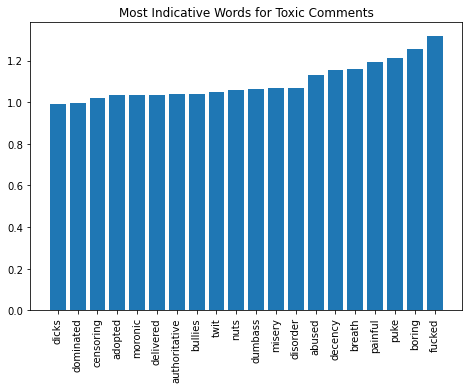 Most Indicative Words for Toxic Comments
1.2
1.0
0.8
0.6
0.4
0.2
0.0
dicks
dominated
censoring
adopted
moronic
delivered
authoritative
bullies
twit
nuts
dumbass
misery
disorder
abused
decency
breath
painful
puke
boring
fucked